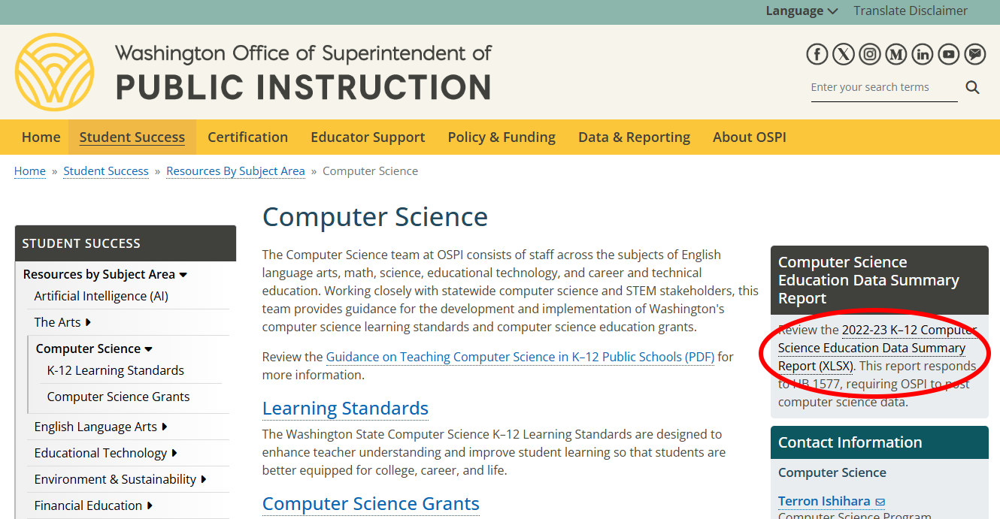 Language Translate Disclaimer
Washington Office of Superintendent of
PUBLIC INSTRUCTION
Enter your search terms
Home Student Success Certification Educator Support Policy & Funding Data & Reporting About OSPI
Home » Student Success » Resources By Subject Area » Computer Science
STUDENT SUCCESS
Resources by Subject Area
Artificial Intelligence (AI)
The Arts
Computer Science
K-12 Learning Standards
Computer Science Grants
English Language Arts
Educational Technology
Environment & Sustainability
Financial Education
Computer Science
The Computer Science team at OSPI consists of staff across the subjects of English
language arts, math, science, educational technology, and career and technical
education. Working closely with statewide computer science and STEM stakeholders, this
team provides guidance for the development and implementation of Washington's
computer science learning standards and computer science education grants.
Review the Guidance on Teaching Computer Science in K–12 Public Schools (PDF) for
more information.
Learning Standards
The Washington State Computer Science K–12 Learning Standards are designed to
enhance teacher understanding and improve student learning so that students are
better equipped for college, career, and life.
Computer Science Grants
Computer Science
Education Data Summary
Report
Review the 2022-23 K–12 Computer
Science Education Data Summary
Report (XLSX). This report responds
to HB 1577, requiring OSPI to post
computer science data.
Contact Information
Computer Science
Terron Ishihara
Computer Science Program